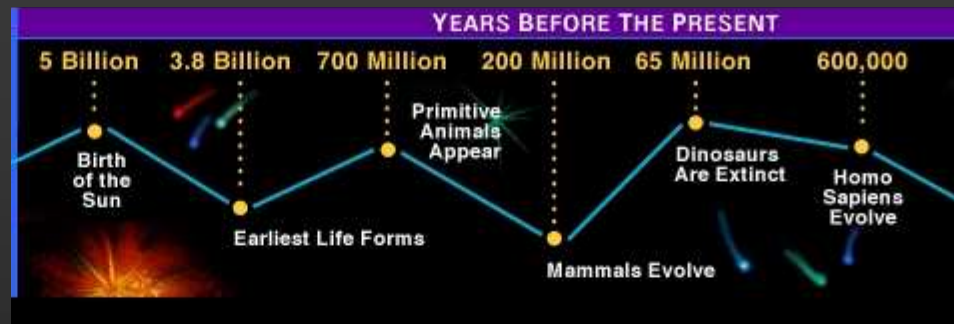 YEARS BEFORE THE PRESENT
5 Billion 3.8 Billion 700 Million 200 Million 65 Million 600,000
Birth
of the
Sun
Earliest Life Forms
Primitive
Animals
Appear
Mammals Evolve
Dinosaurs
Are Extinct
Homo
Sapiens
Evolve